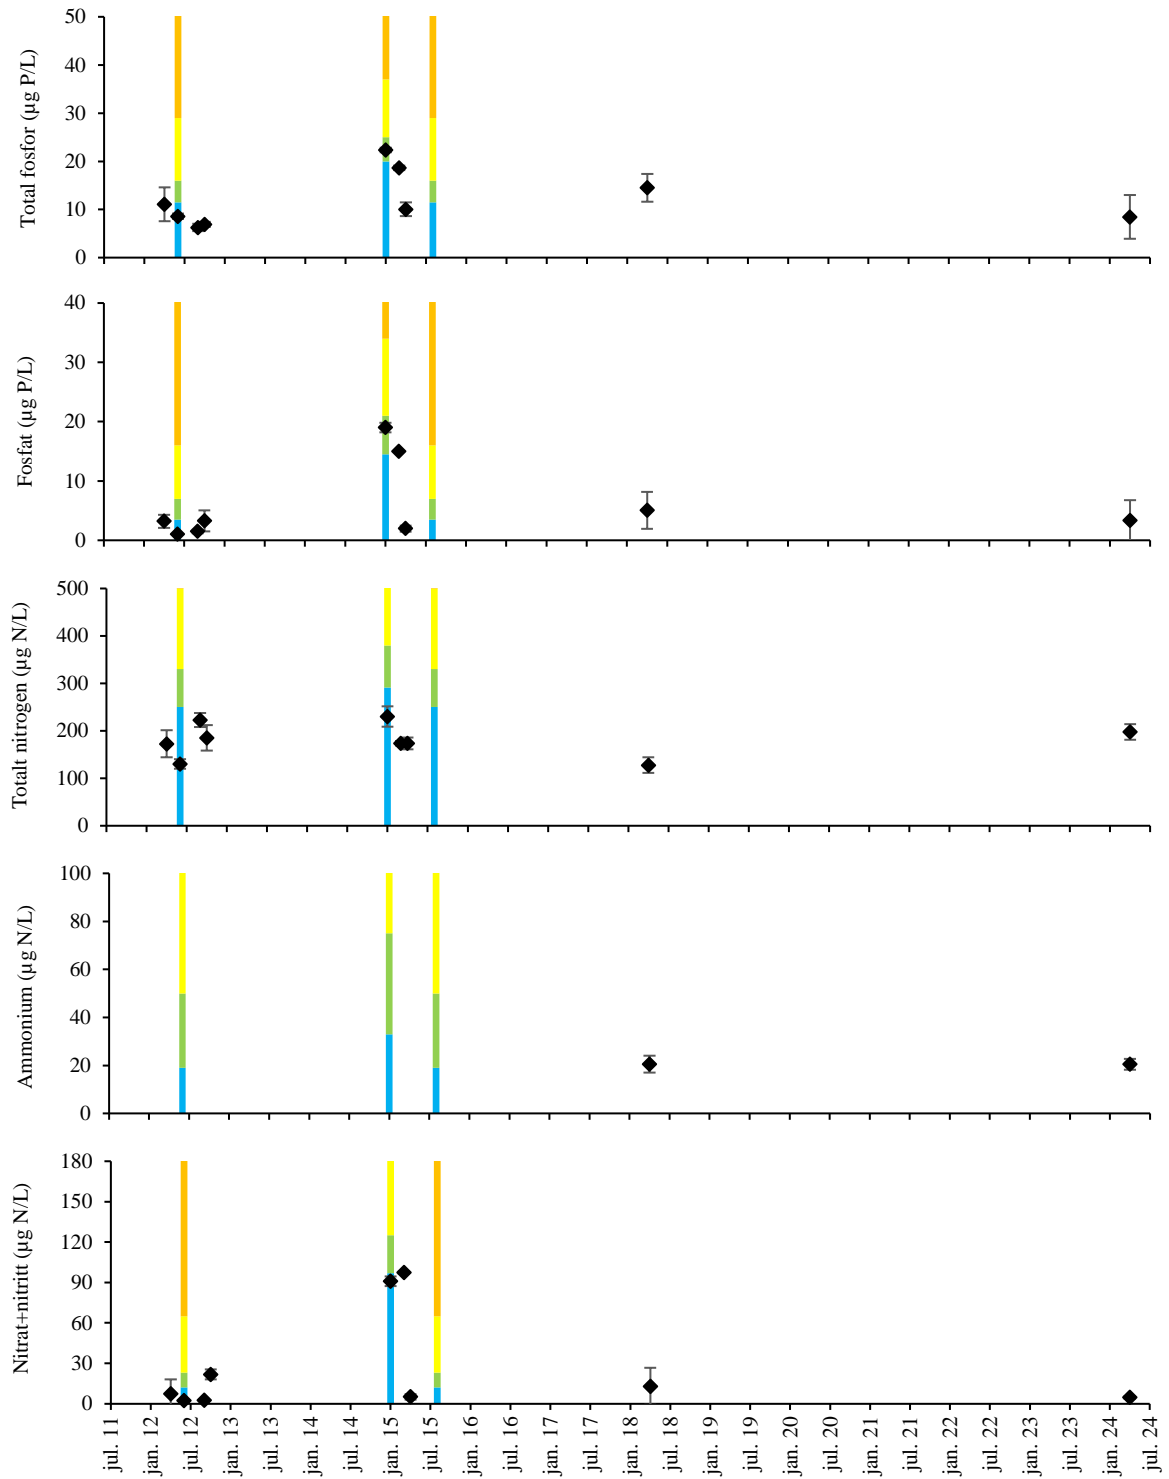 Total fosfor (µg P/L)
50
40
30
20
10
0
Fosfat (µg P/L)
40
30
20
10
0
Totalt nitrogen (µg N/L)
500
400
300
200
100
0
Ammonium (µg N/L)
100
80
60
40
20
0
Nitrat+nitritt (µg N/L)
180
150
120
90
60
30
0
jul. 11
jan. 12
jul. 12
jan. 13
jul. 13
jan. 14
jul. 14
jan. 15
jul. 15
jan. 16
jul. 16
jan. 17
jul. 17
jan. 18
jul. 18
jan. 19
jul. 19
jan. 20
jul. 20
jan. 21
jul. 21
jan. 22
jul. 22
jan. 23
jul. 23
jan. 24
jul. 24